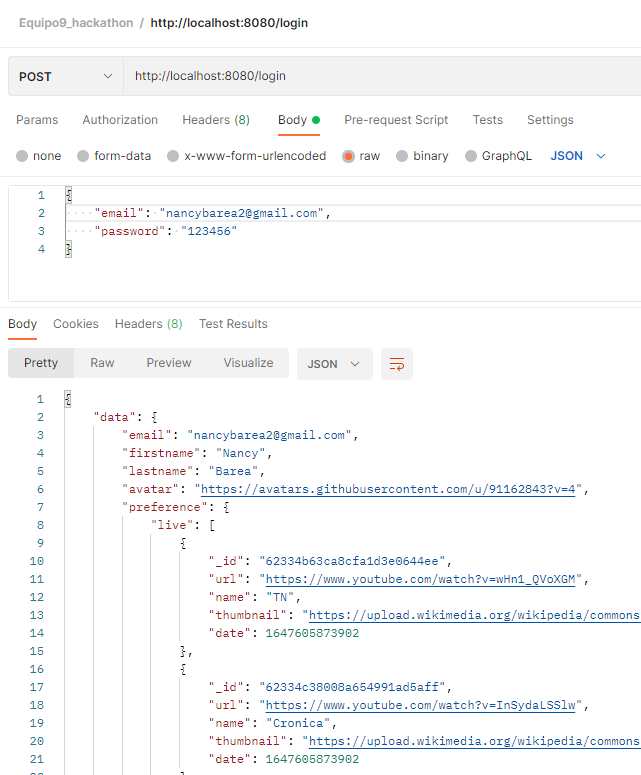 Equipo9_hackathon / http://localhost:8080/login
POST http://localhost:8080/login
Params Authorization Headers (8) Body Pre-request Script Tests Settings
none form-data x-www-form-urlencoded raw binary GraphQL JSON
1 {
2 "email": "nancybarea2@gmail.com",
3 "password": "123456"
4 }
Body Cookies Headers (8) Test Results
Pretty Raw Preview Visualize JSON
1 {
2 "data": {
3 "email": "nancybarea2@gmail.com",
4 "firstname": "Nancy",
5 "lastname": "Barea",
6 "avatar": "https://avatars.githubusercontent.com/u/91162843?v=4",
7 "preference": {
8 "live": [
9 {
10 "_id": "62334b63ca8cfa1d3e0644ee",
11 "url": "https://www.youtube.com/watch?v=wHn1_QVoXGM",
12 "name": "TN",
13 "thumbnail": "https://upload.wikimedia.org/wikipedia/commons
14 "date": 1647605873902
15 },
16 {
17 "_id": "62334c38008a654991ad5aff",
18 "url": "https://www.youtube.com/watch?v=InSydaLSSlw",
19 "name": "Cronica",
20 "thumbnail": "https://upload.wikimedia.org/wikipedia/commons
21 "date": 1647605873902